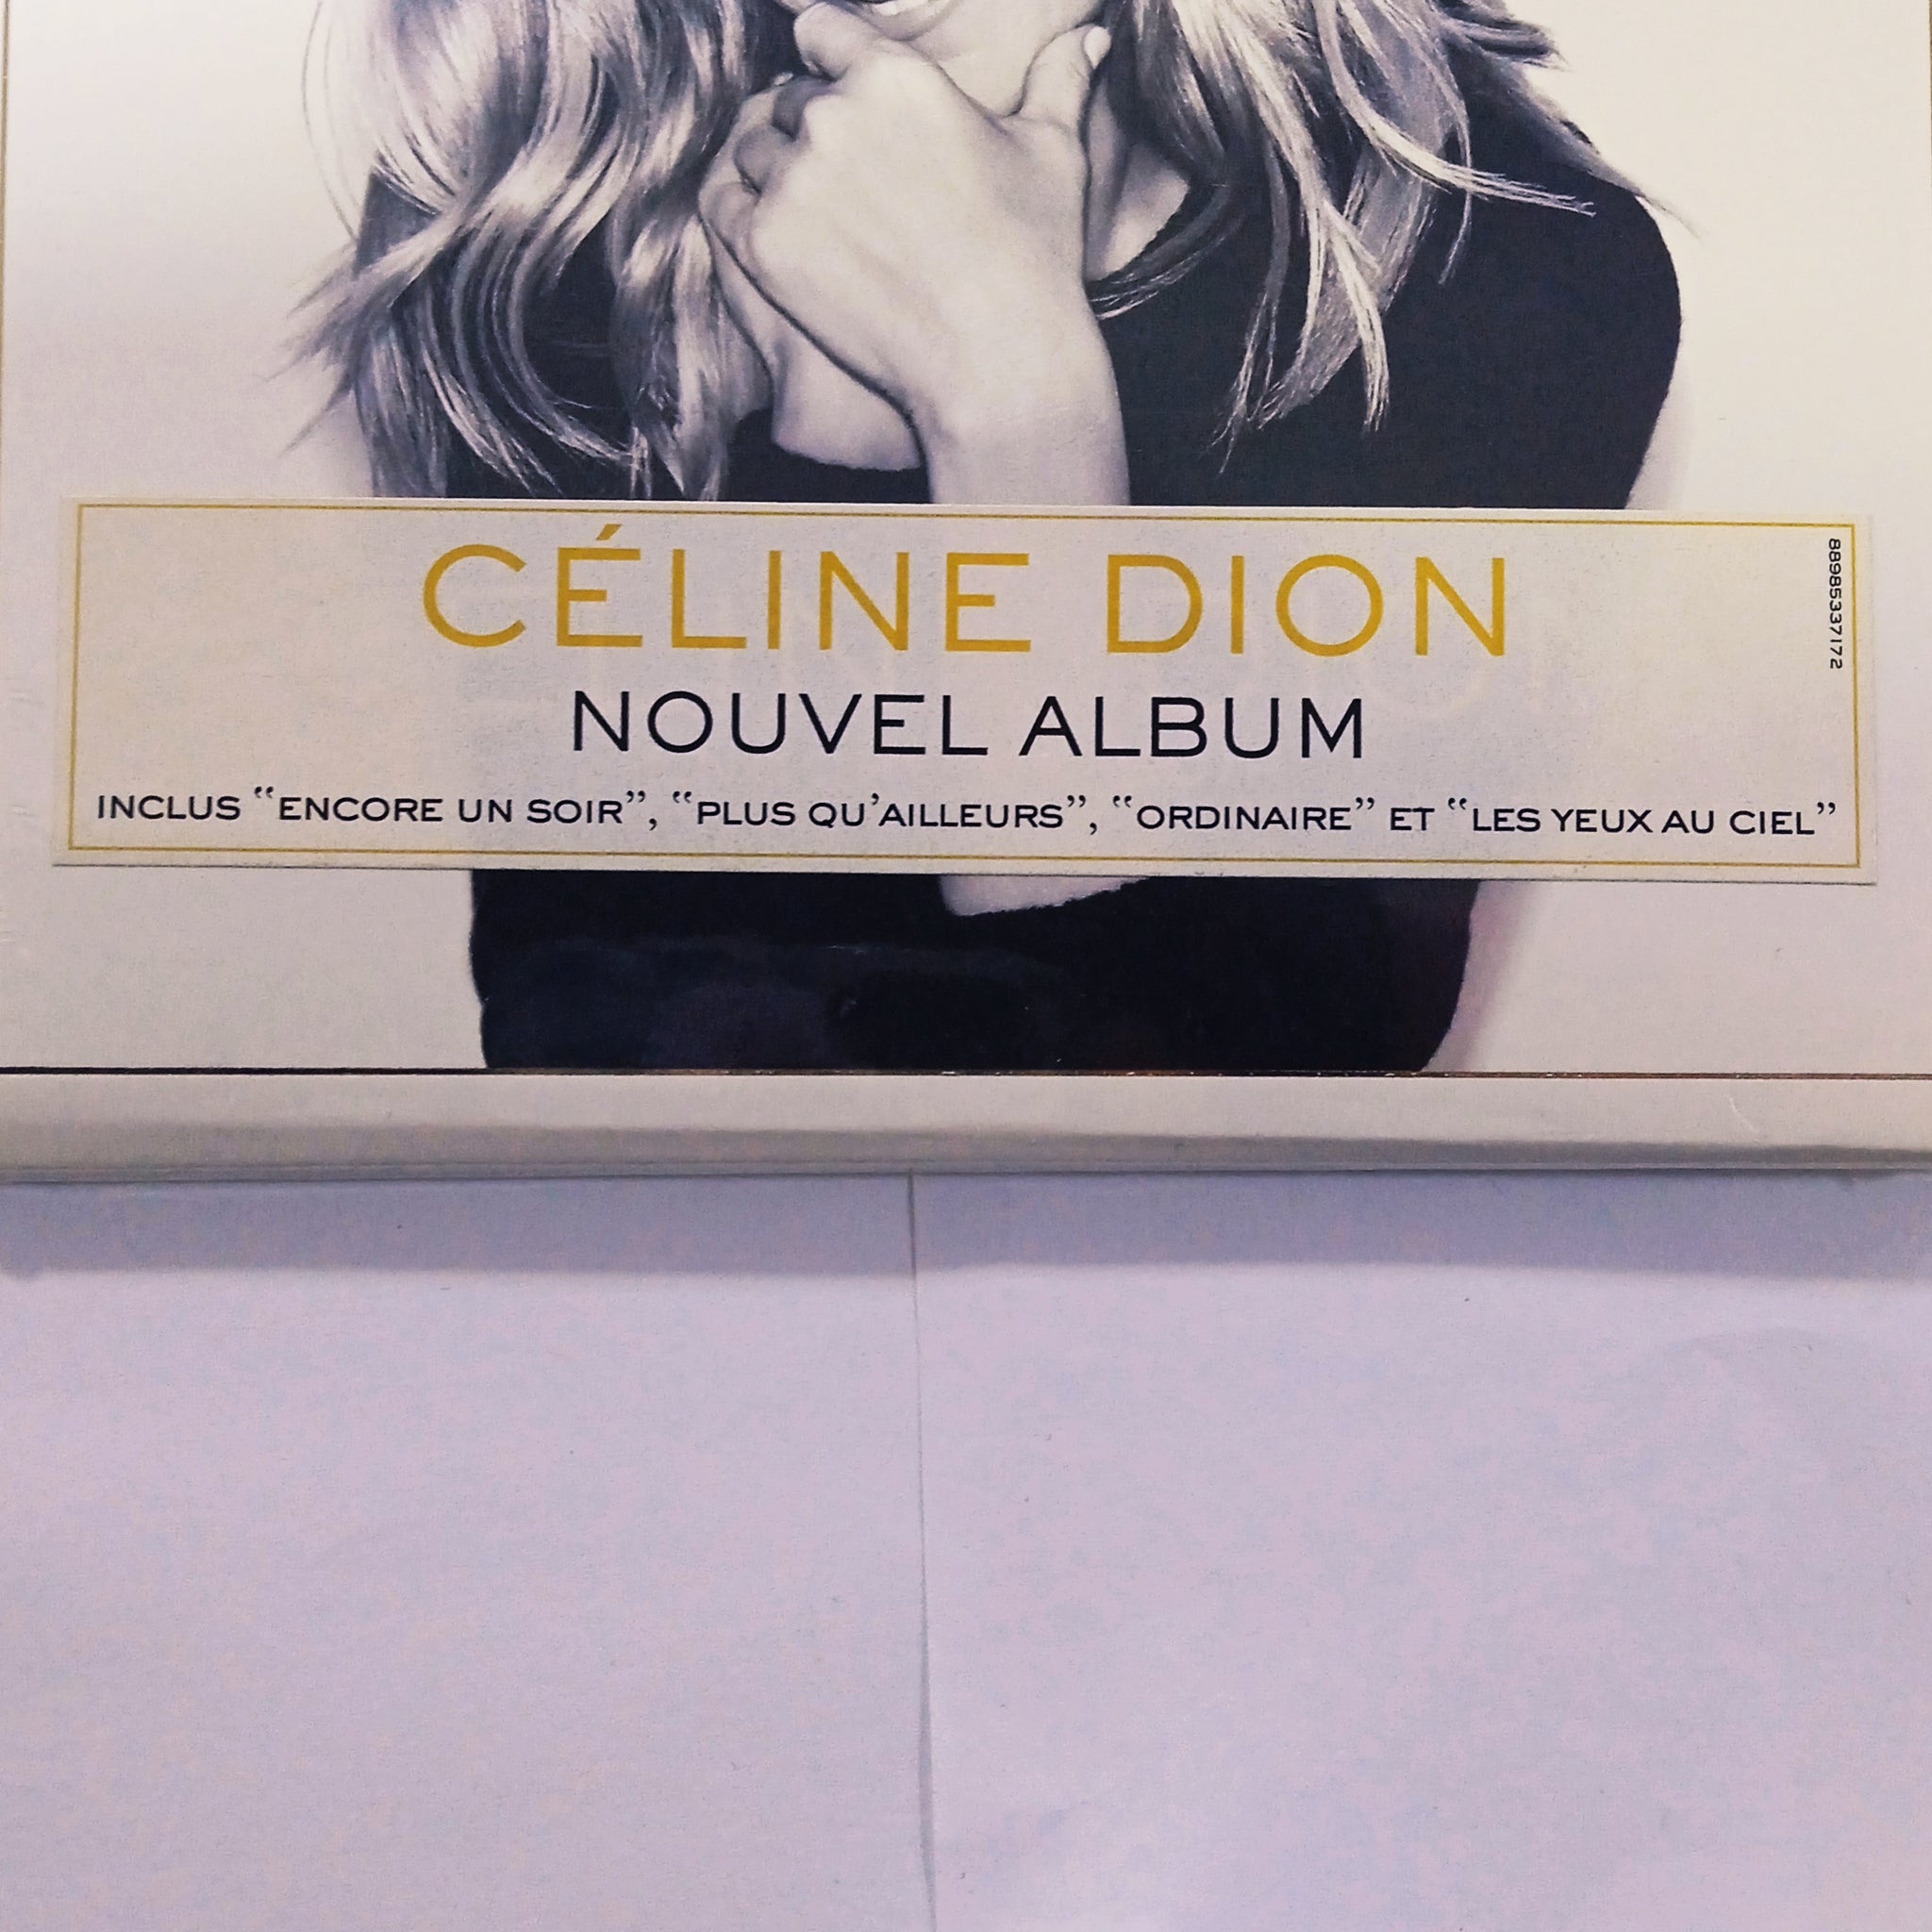 CÉLINE DION
NOUVEL ALBUM
INCLUS “ENCORE UN SOIR”, “PLUS QU’AILLEURS”, “ORDINAIRE” ET “LES YEUX AU CIEL”
88985337172